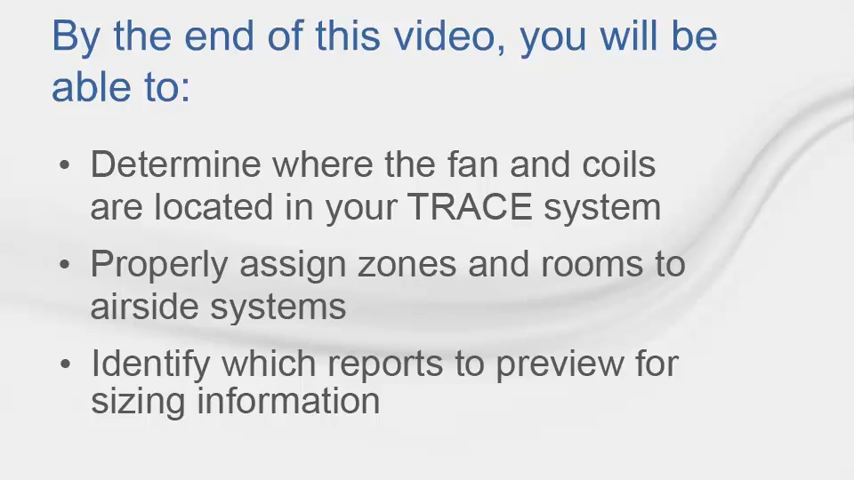 By the end of this video, you will be
able to:
• Determine where the fan and coils
are located in your TRACE system
• Properly assign zones and rooms to
airside systems
• Identify which reports to preview for
sizing information